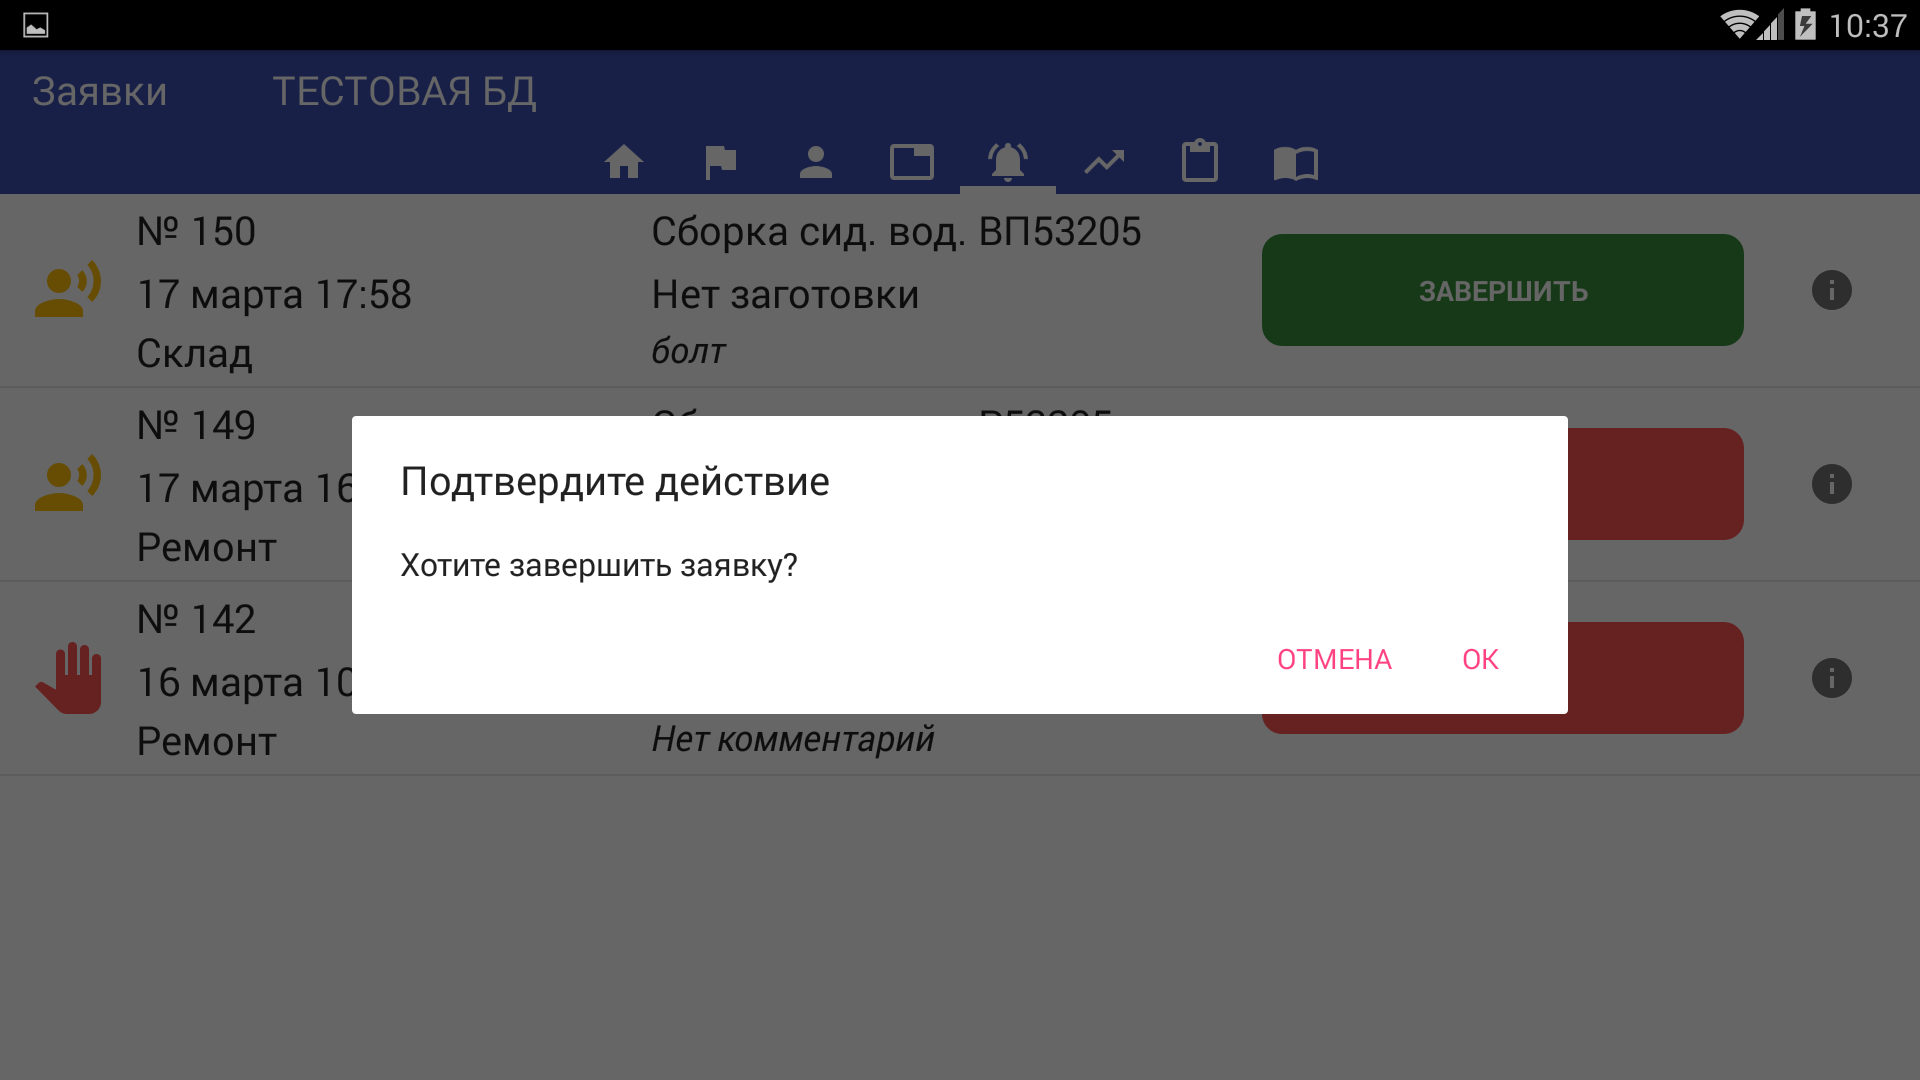 10:37
Заявки ТЕСТОВАЯ БД
№ 150 Сборка сид. вод. ВП53205
17 марта 17:58 Нет заготовки
Склад болт
ЗАВЕРШИТЬ
№ 149
17 марта 16
Ремонт
Подтвердите действие
Хотите завершить заявку?
ОТМЕНА ОК
№ 142
16 марта 10
Ремонт Нет комментарий